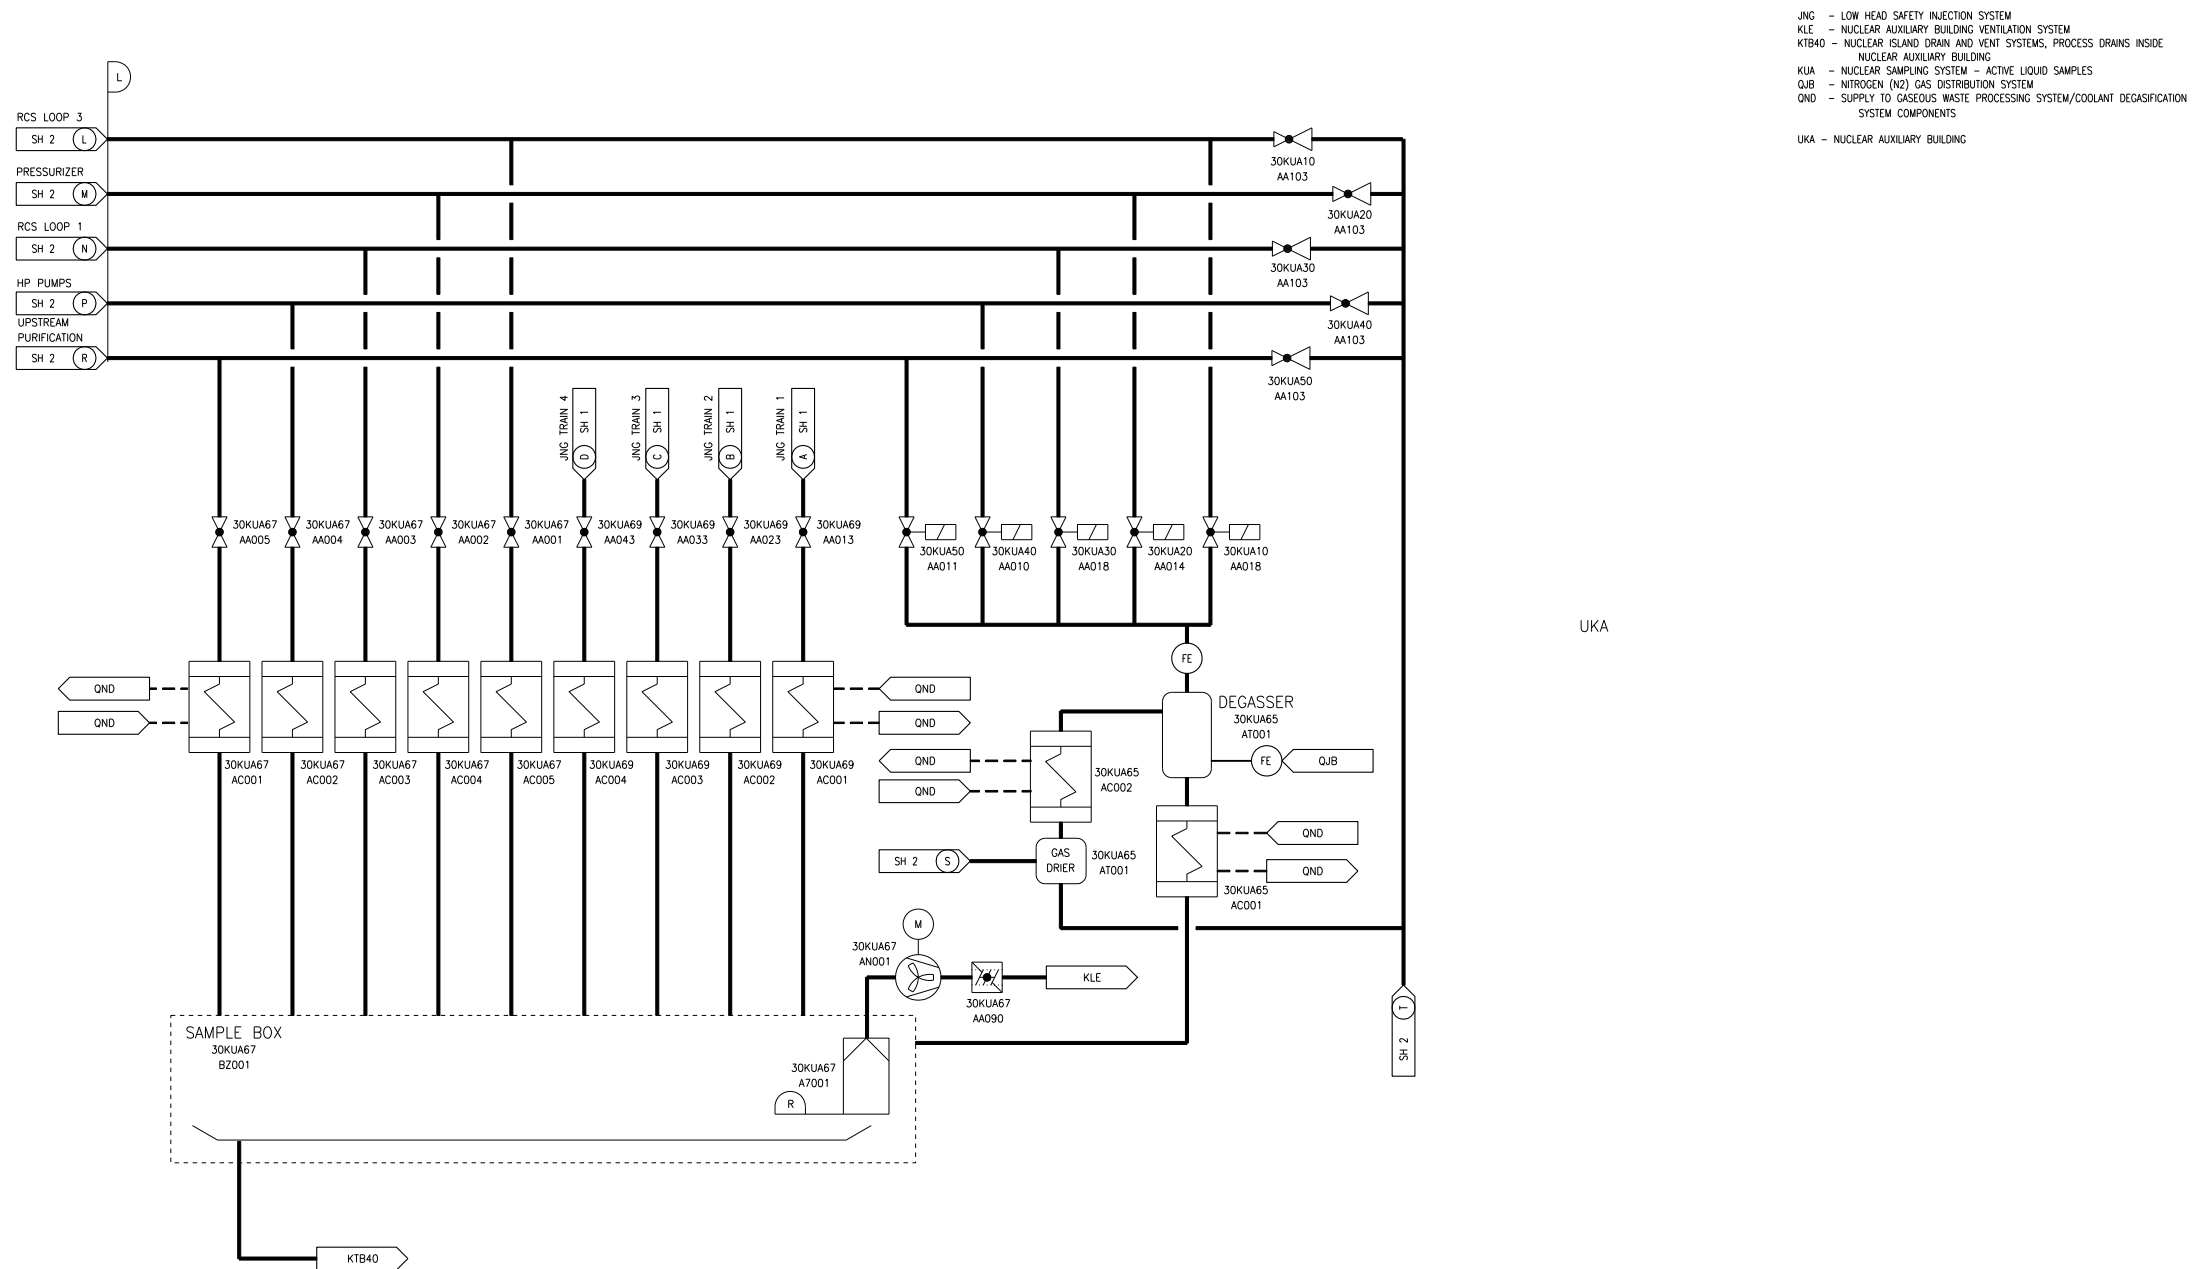 JNG – LOW HEAD SAFETY INJECTION SYSTEM
KLE – NUCLEAR AUXILIARY BUILDING VENTILATION SYSTEM
KTB40 – NUCLEAR ISLAND DRAIN AND VENT SYSTEMS, PROCESS DRAINS INSIDE
NUCLEAR AUXILIARY BUILDING
KUA – NUCLEAR SAMPLING SYSTEM – ACTIVE LIQUID SAMPLES
QJB – NITROGEN (N2) GAS DISTRIBUTION SYSTEM
QND – SUPPLY TO GASEOUS WASTE PROCESSING SYSTEM/COOLANT DEGASIFICATION
SYSTEM COMPONENTS
UKA – NUCLEAR AUXILIARY BUILDING
L
RCS LOOP 3
SH 2 L
30KUA10
AA103
PRESSURIZER
SH 2 M
30KUA20
AA103
RCS LOOP 1
SH 2 N
30KUA30
AA103
HP PUMPS
SH 2 P
30KUA40
AA103
UPSTREAM
PURIFICATION
SH 2 R
30KUA50
AA103
JNG TRAIN 4
SH 1 D
JNG TRAIN 3
SH 1 C
JNG TRAIN 2
SH 1 B
JNG TRAIN 1
SH 1 A
30KUA67
AA005
30KUA67
AA004
30KUA67
AA003
30KUA67
AA002
30KUA67
AA001
30KUA69
AA043
30KUA69
AA033
30KUA69
AA023
30KUA69
AA013
30KUA50
AA011
30KUA40
AA010
30KUA30
AA018
30KUA20
AA014
30KUA10
AA018
UKA
FE
QND
QND
QND
QND
30KUA67
AC001
30KUA67
AC002
30KUA67
AC003
30KUA67
AC004
30KUA67
AC005
30KUA69
AC004
30KUA69
AC003
30KUA69
AC002
30KUA69
AC001
DEGASSER
30KUA65
AT001
FE
QJB
QND
QND
30KUA65
AC002
QND
QND
30KUA65
AC001
SH 2 S
GAS
DRIER
30KUA65
AT001
M
30KUA67
AN001
30KUA67
AA090
KLE
T
SH 2
SAMPLE BOX
30KUA67
BZ001
30KUA67
A7001
R
KTB40